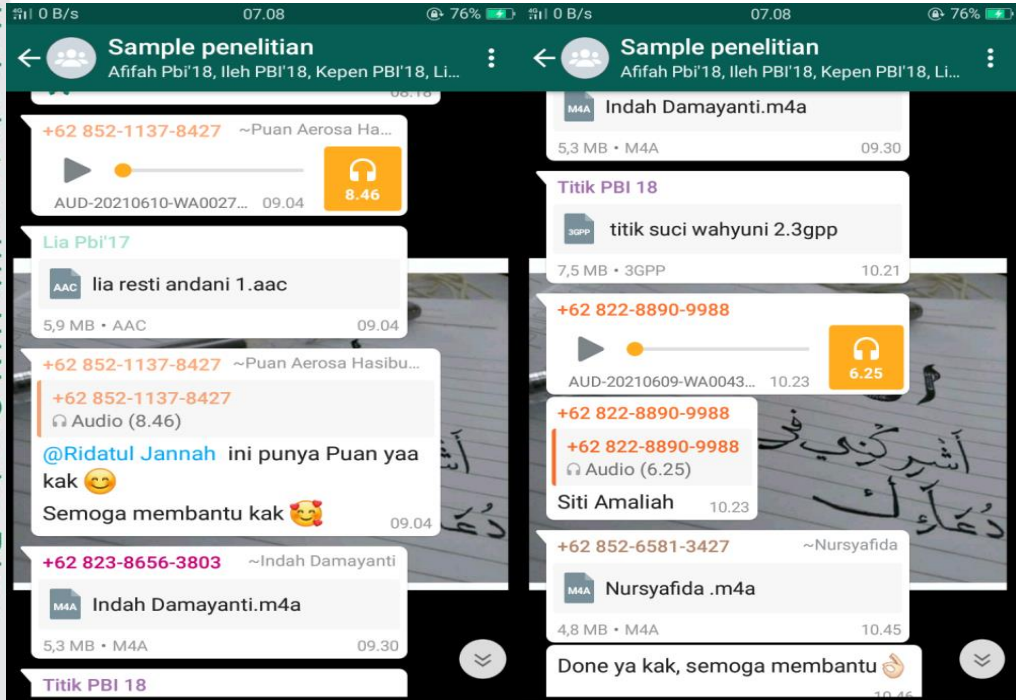 0 B/s 07.08 76%
Sample penelitian
Afifah Pbi'18, Ileh PBI'18, Kepen PBI'18, Li...
08.18
+62 852-1137-8427 ~Puan Aerosa Ha...
8.46
AUD-20210610-WA0027... 09.04
Lia Pbi'17
AAC lia resti andani 1.aac
5,9 MB • AAC 09.04
+62 852-1137-8427 ~Puan Aerosa Hasibu...
+62 852-1137-8427
Audio (8.46)
@Ridatul Jannah ini punya Puan yaa
kak 😊
Semoga membantu kak 🥰 09.04
+62 823-8656-3803 ~Indah Damayanti
M4A Indah Damayanti.m4a
5,3 MB • M4A 09.30
Titik PBI 18
0 B/s 07.08 76%
Sample penelitian
Afifah Pbi'18, Ileh PBI'18, Kepen PBI'18, Li...
M4A Indah Damayanti.m4a
5,3 MB • M4A 09.30
Titik PBI 18
3GPP titik suci wahyuni 2.3gpp
7,5 MB • 3GPP 10.21
+62 822-8890-9988
6.25
AUD-20210609-WA0043... 10.23
+62 822-8890-9988
+62 822-8890-9988
Audio (6.25)
Siti Amaliah 10.23
أشركني في
دعائك
+62 852-6581-3427 ~Nursyafida
M4A Nursyafida .m4a
4,8 MB • M4A 10.45
Done ya kak, semoga membantu 👌🏻
10.46